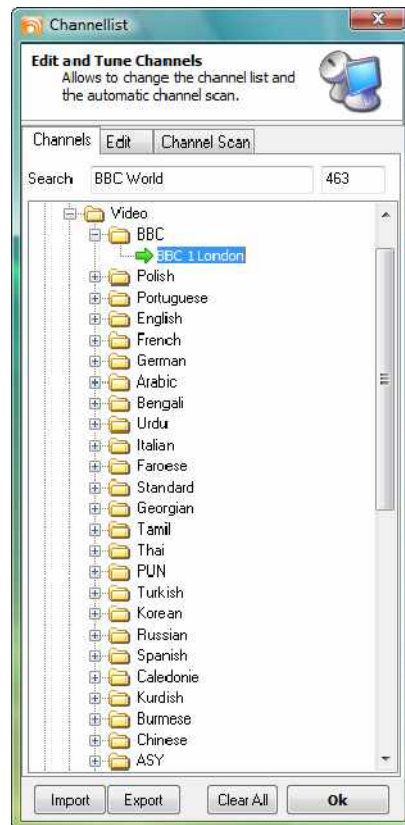 Channellist
Edit and Tune Channels
Allows to change the channel list and
the automatic channel scan.
Channels Edit Channel Scan
Search BBC World 463
Video
BBC
BBC 1 London
Polish
Portuguese
English
French
German
Arabic
Bengali
Urdu
Italian
Faroese
Standard
Georgian
Tamil
Thai
PUN
Turkish
Korean
Russian
Spanish
Caledonie
Kurdish
Burmese
Chinese
ASY
Import Export Clear All Ok